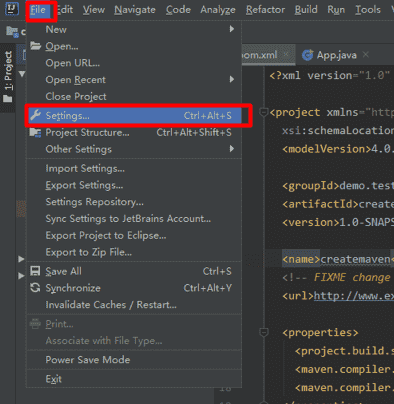 File Edit View Navigate Code Analyze Refactor Build Run Tools
New
Open...
Open URL...
Open Recent
Close Project
Settings... Ctrl+Alt+S
Project Structure... Ctrl+Alt+Shift+S
Other Settings
Import Settings...
Export Settings...
Settings Repository...
Sync Settings to JetBrains Account...
Export Project to Eclipse...
Export to Zip File...
Save All Ctrl+S
Synchronize Ctrl+Alt+Y
Invalidate Caches / Restart...
Print...
Associate with File Type...
Power Save Mode
Exit
1: Project
om.xml App.java
<?xml version="1.0"
<project xmlns="http
xsi:schemaLocation
<modelVersion>4.0.
<groupId>demo.test
<artifactId>create
<version>1.0-SNAPS
<name>createmaven<
<!-- FIXME change
<url>http://www.ex
<properties>
<project.build.s
<maven.compiler.
<maven.compiler.